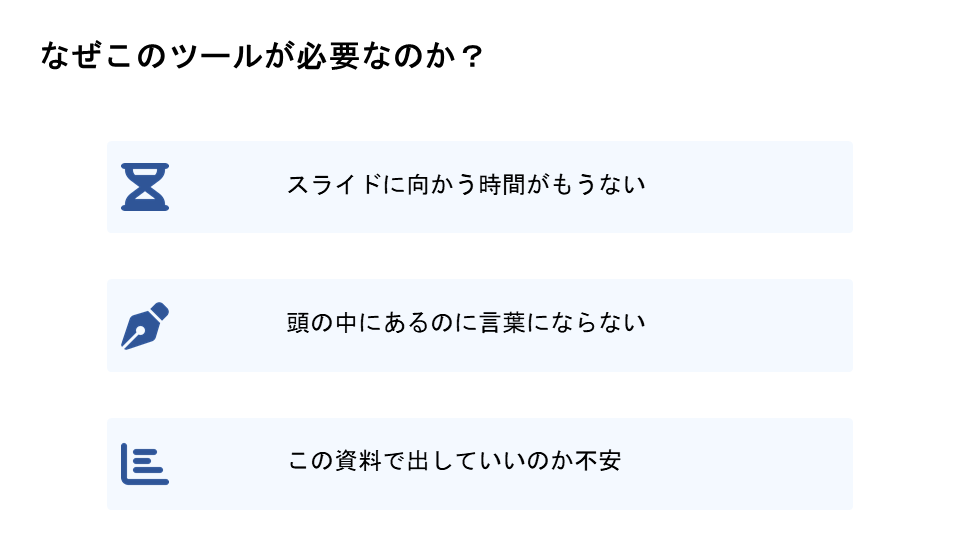 なぜこのツールが必要なのか？
スライドに向かう時間がもうない
頭の中にあるのに言葉にならない
この資料で出していいのか不安